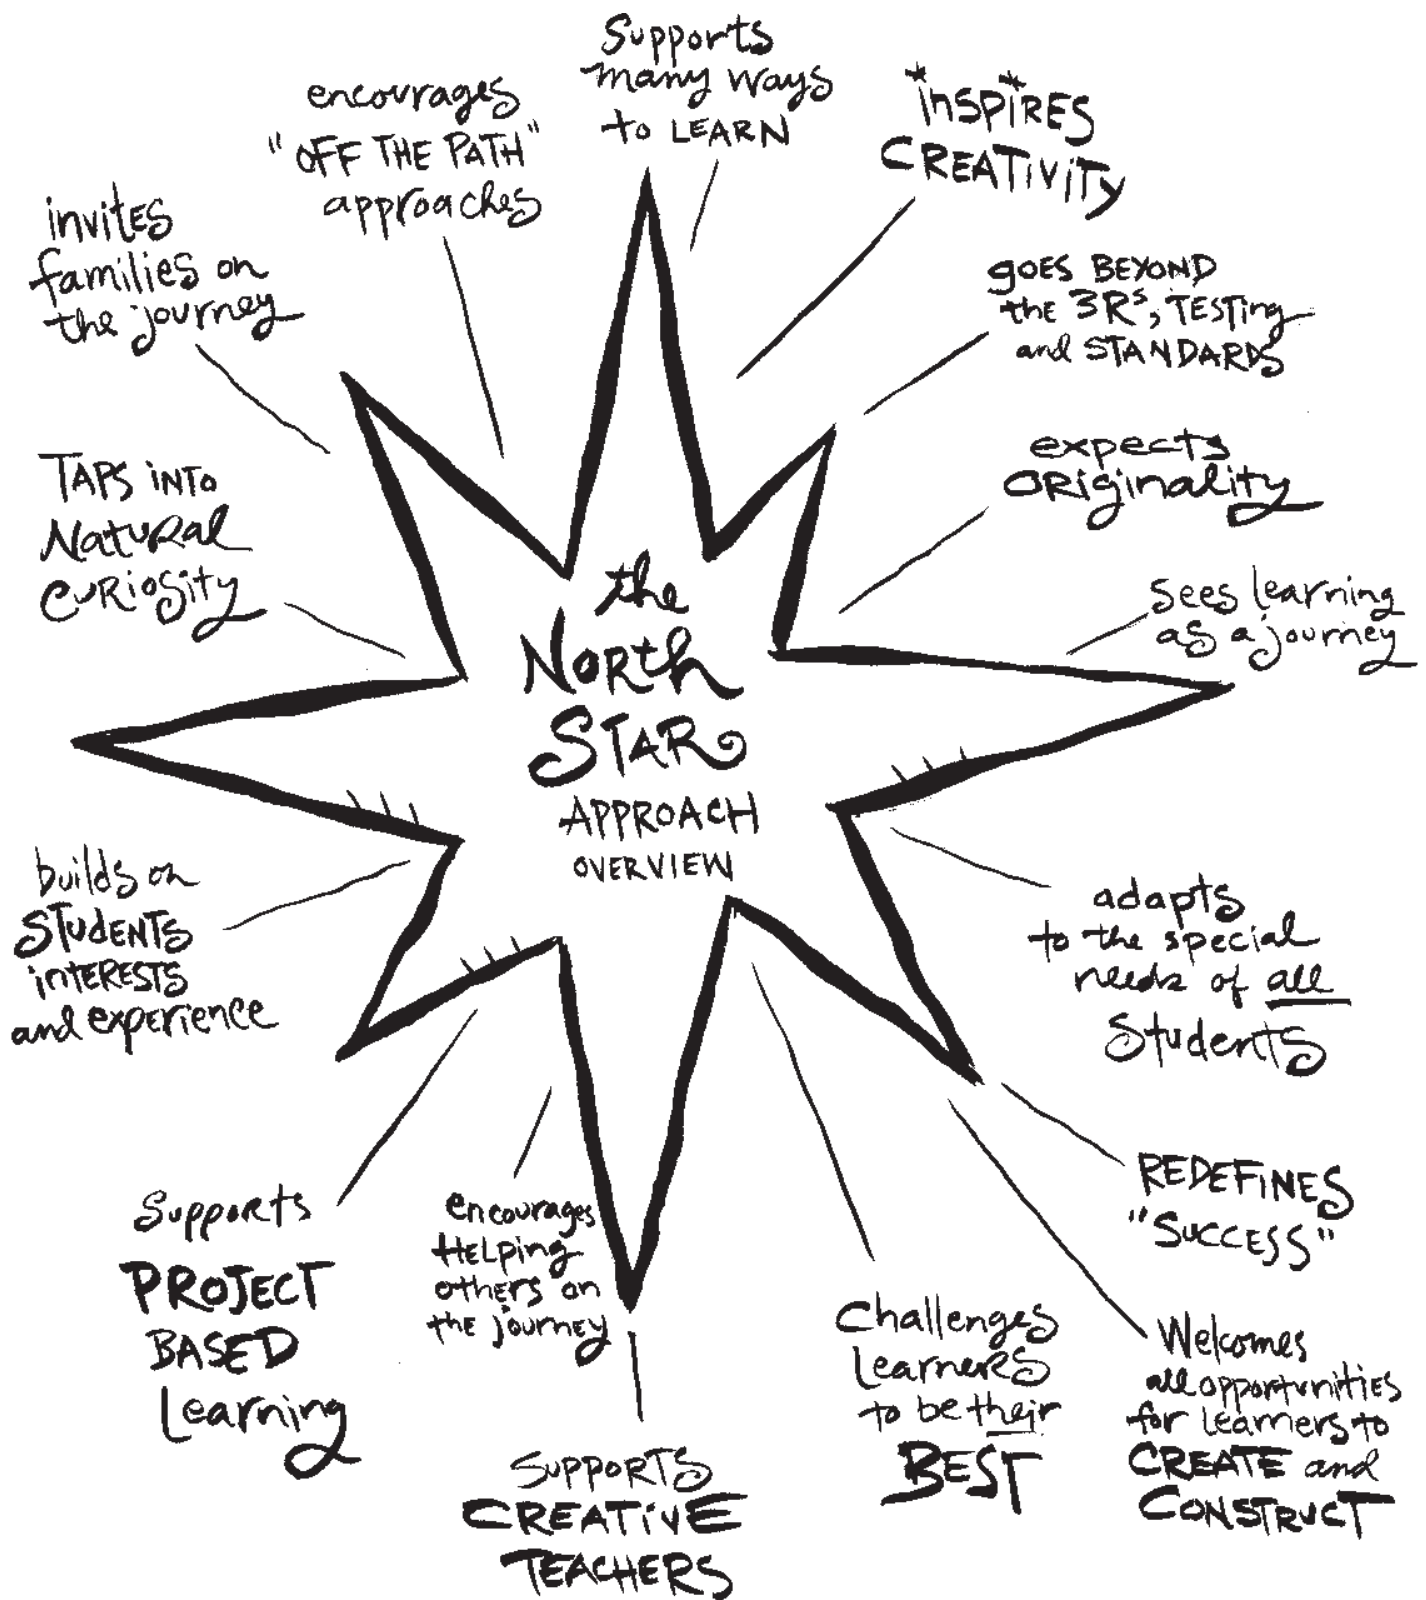 the
NORth
STAR
APPROACH
OVERVIEW
Supports
many ways
to LEARN
iNSPIRES
CREATiViTy
gOES BEYOND
the 3Rs, TESTing
and STANDARDS
expects
ORiginality
Sees learning
as a journey
adapts
to the special
needs of all
Students
REDEFiNES
"SUCCESS"
Welcomes
all opportunities
for learners to
CREATE and
CONSTRUCT
Challenges
Learners
to be their
BEST
SUPPORTS
CREATiVE
TEACHERS
encourages
HELPing
others on
the journey
Supports
PROJECT
BASED
Learning
builds on
STUdENTS
intERESTS
and experience
TAPS iNTO
Natural
CURiOSity
invitES
families on
the journey
encourages
"OFF THE PATH"
approaches